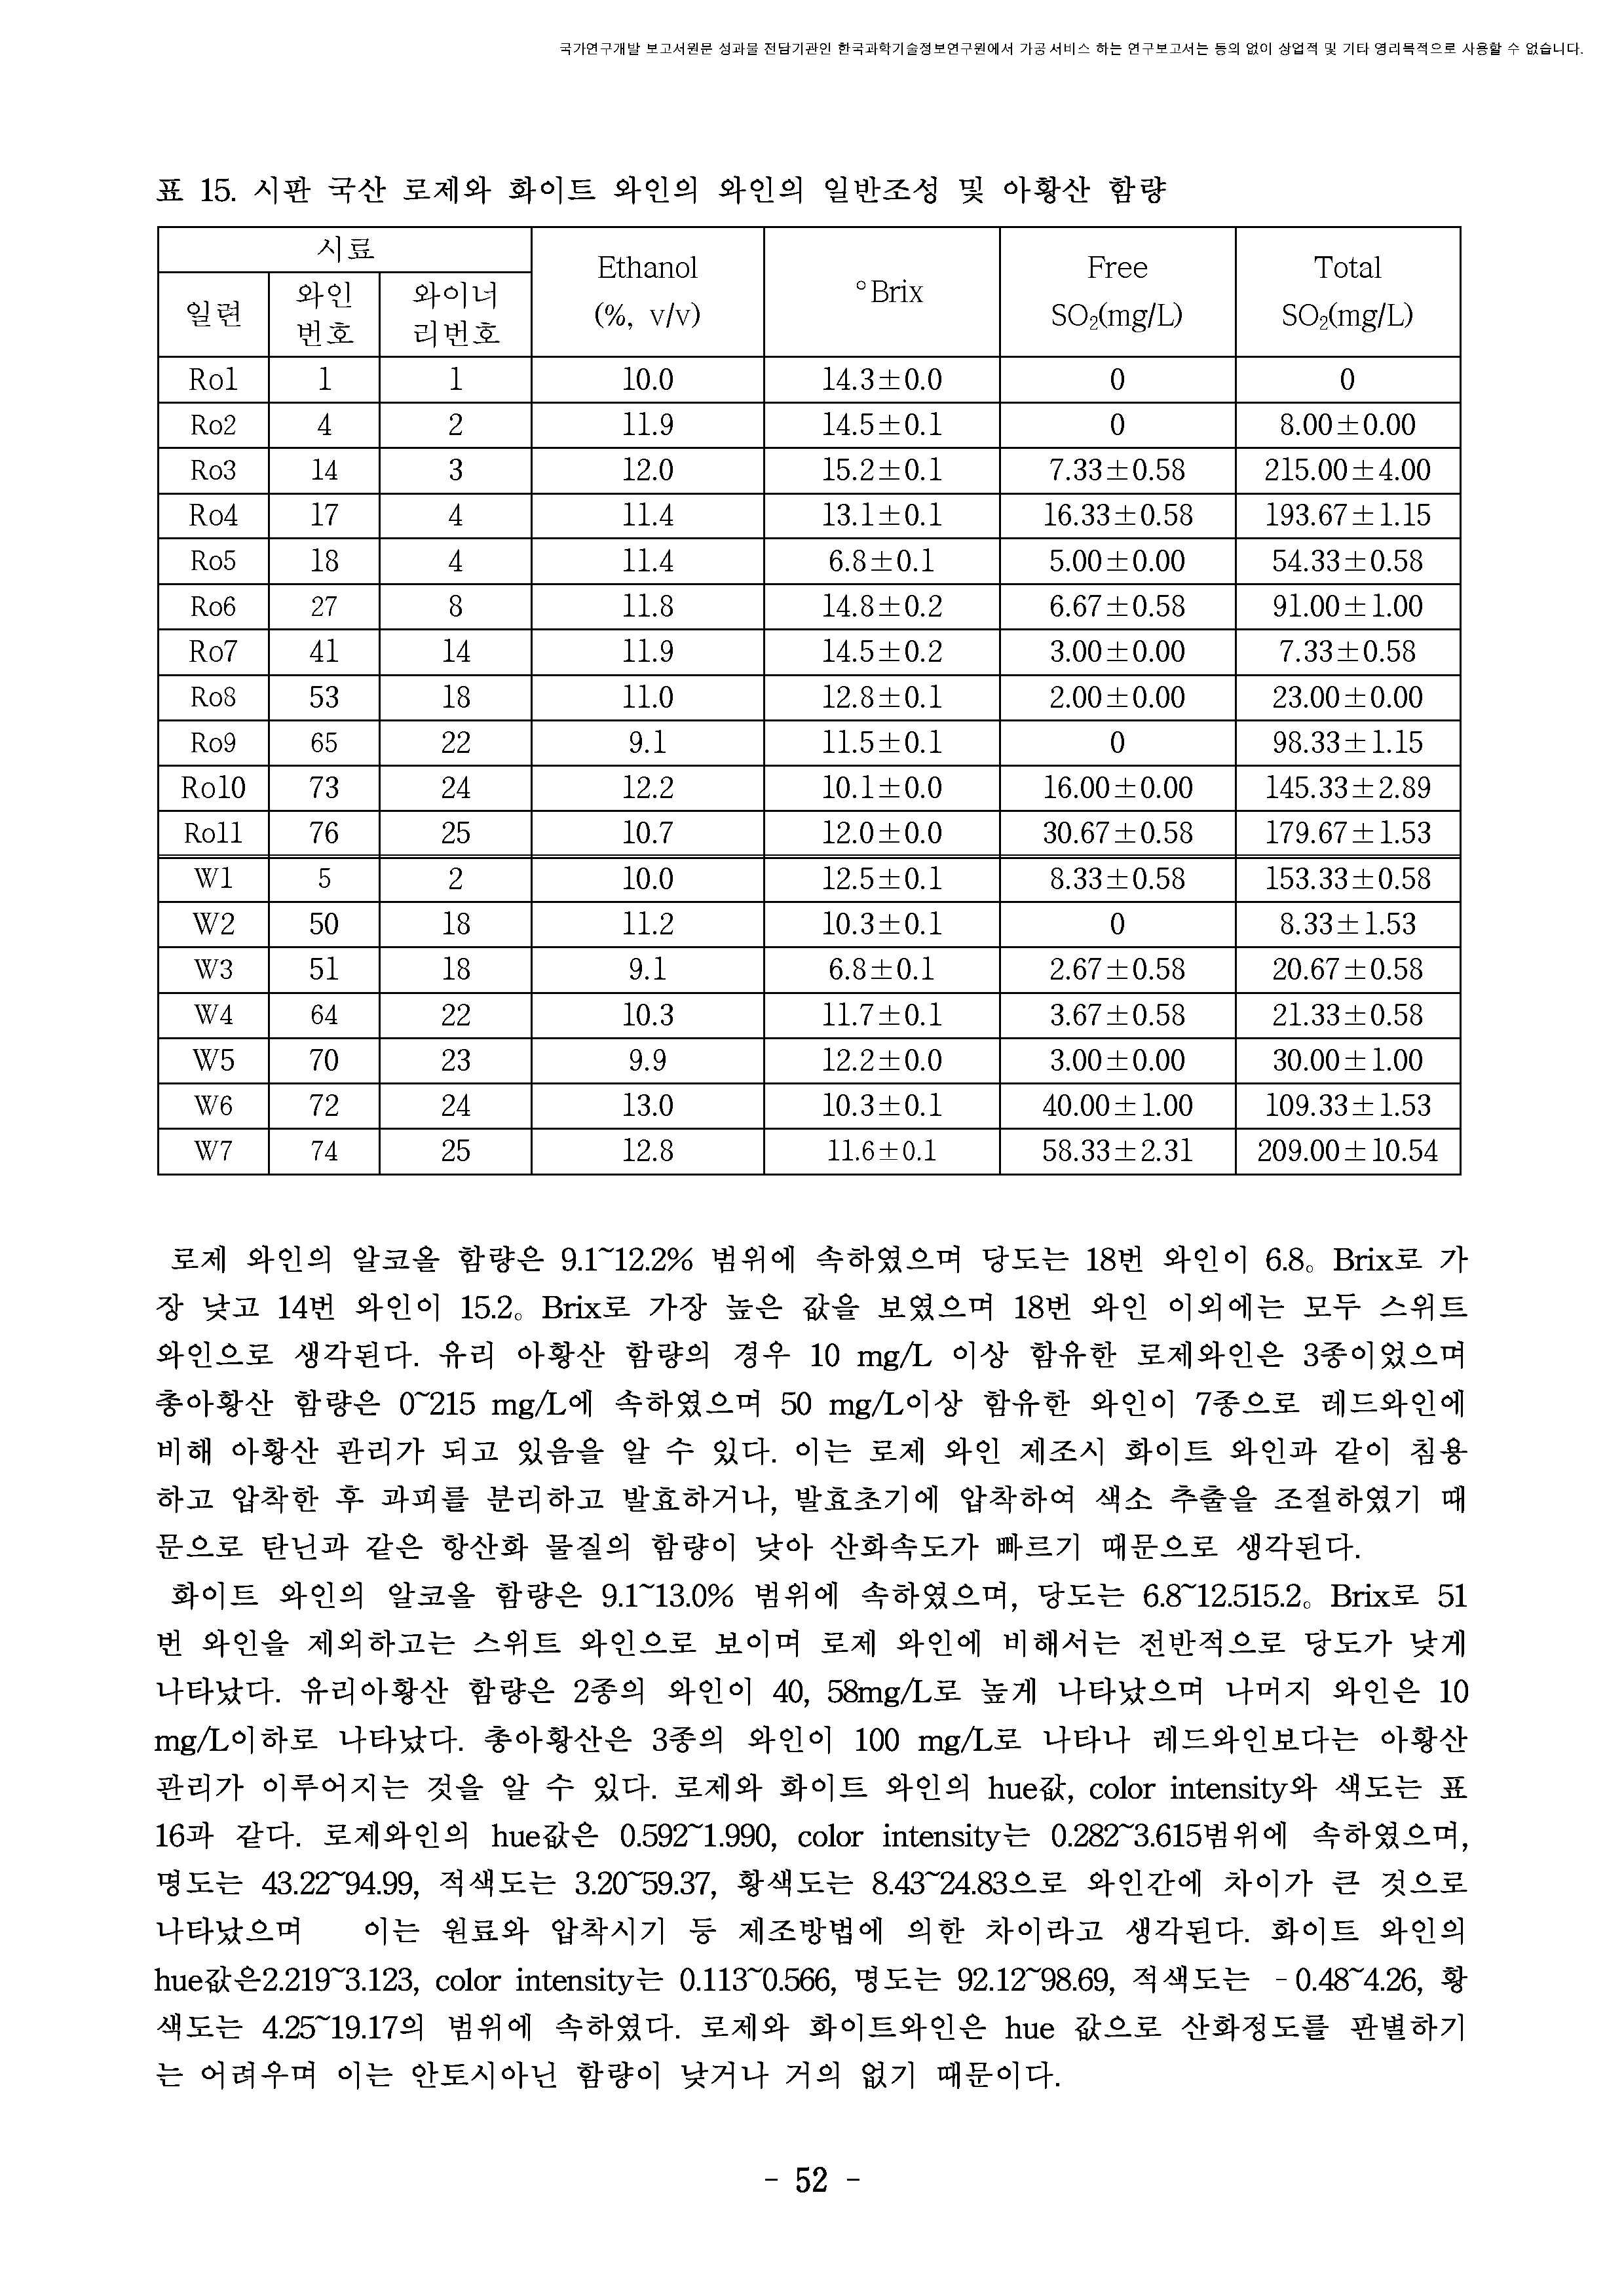 국가연구개발 보고서원문 성과물 전담기관인 한국과학기술정보연구원에서 가공·서비스 하는 연구보고서는 동의 없이 상업적 및 기타 영리목적으로 사용할 수 없습니다.
표 15. 시판 국산 로제와 화이트 와인의 와인의 일반조성 및 아황산 함량
시료 Ethanol (%, v/v) °Brix Free SO₂(mg/L) Total SO₂(mg/L)
일련 와인번호 와이너리번호
Ro1 1 1 10.0 14.3±0.0 0 0
Ro2 4 2 11.9 14.5±0.1 0 8.00±0.00
Ro3 14 3 12.0 15.2±0.1 7.33±0.58 215.00±4.00
Ro4 17 4 11.4 13.1±0.1 16.33±0.58 193.67±1.15
Ro5 18 4 11.4 6.8±0.1 5.00±0.00 54.33±0.58
Ro6 27 8 11.8 14.8±0.2 6.67±0.58 91.00±1.00
Ro7 41 14 11.9 14.5±0.2 3.00±0.00 7.33±0.58
Ro8 53 18 11.0 12.8±0.1 2.00±0.00 23.00±0.00
Ro9 65 22 9.1 11.5±0.1 0 98.33±1.15
Ro10 73 24 12.2 10.1±0.0 16.00±0.00 145.33±2.89
Ro11 76 25 10.7 12.0±0.0 30.67±0.58 179.67±1.53
W1 5 2 10.0 12.5±0.1 8.33±0.58 153.33±0.58
W2 50 18 11.2 10.3±0.1 0 8.33±1.53
W3 51 18 9.1 6.8±0.1 2.67±0.58 20.67±0.58
W4 64 22 10.3 11.7±0.1 3.67±0.58 21.33±0.58
W5 70 23 9.9 12.2±0.0 3.00±0.00 30.00±1.00
W6 72 24 13.0 10.3±0.1 40.00±1.00 109.33±1.53
W7 74 25 12.8 11.6±0.1 58.33±2.31 209.00±10.54
로제 와인의 알코올 함량은 9.1~12.2% 범위에 속하였으며 당도는 18번 와인이 6.8。Brix로 가
장 낮고 14번 와인이 15.2。Brix로 가장 높은 값을 보였으며 18번 와인 이외에는 모두 스위트
와인으로 생각된다. 유리 아황산 함량의 경우 10 mg/L 이상 함유한 로제와인은 3종이었으며
총아황산 함량은 0~215 mg/L에 속하였으며 50 mg/L이상 함유한 와인이 7종으로 레드와인에
비해 아황산 관리가 되고 있음을 알 수 있다. 이는 로제 와인 제조시 화이트 와인과 같이 침용
하고 압착한 후 과피를 분리하고 발효하거나, 발효초기에 압착하여 색소 추출을 조절하였기 때
문으로 탄닌과 같은 항산화 물질의 함량이 낮아 산화속도가 빠르기 때문으로 생각된다.
화이트 와인의 알코올 함량은 9.1~13.0% 범위에 속하였으며, 당도는 6.8~12.515.2。Brix로 51
번 와인을 제외하고는 스위트 와인으로 보이며 로제 와인에 비해서는 전반적으로 당도가 낮게
나타났다. 유리아황산 함량은 2종의 와인이 40, 58mg/L로 높게 나타났으며 나머지 와인은 10
mg/L이하로 나타났다. 총아황산은 3종의 와인이 100 mg/L로 나타나 레드와인보다는 아황산
관리가 이루어지는 것을 알 수 있다. 로제와 화이트 와인의 hue값, color intensity와 색도는 표
16과 같다. 로제와인의 hue값은 0.592~1.990, color intensity는 0.282~3.615범위에 속하였으며,
명도는 43.22~94.99, 적색도는 3.20~59.37, 황색도는 8.43~24.83으로 와인간에 차이가 큰 것으로
나타났으며 이는 원료와 압착시기 등 제조방법에 의한 차이라고 생각된다. 화이트 와인의
hue값은2.219~3.123, color intensity는 0.113~0.566, 명도는 92.12~98.69, 적색도는 -0.48~4.26, 황
색도는 4.25~19.17의 범위에 속하였다. 로제와 화이트와인은 hue 값으로 산화정도를 판별하기
는 어려우며 이는 안토시아닌 함량이 낮거나 거의 없기 때문이다.
- 52 -